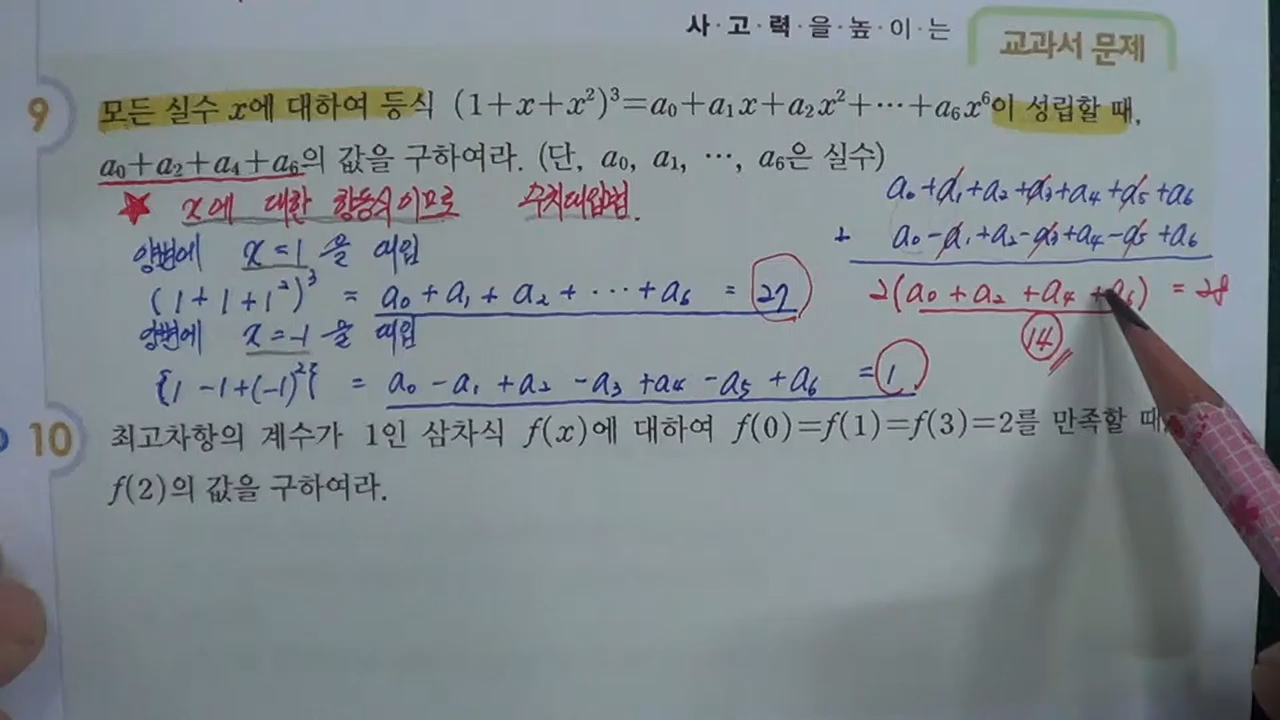 사·고·력·을·높·이·는 교과서 문제
9 모든 실수 x에 대하여 등식 (1+x+x²)³=a₀+a₁x+a₂x²+⋯+a₆x⁶이 성립할 때,
a₀+a₂+a₄+a₆의 값을 구하여라. (단, a₀, a₁, ⋯, a₆은 실수)
★ x에 대한 항등식이므로 수치대입법.
양변에 x=1 을 대입
(1+1+1²)³ = a₀+a₁+a₂+⋯+a₆ = 27
양변에 x=-1 을 대입
{1-1+(-1)²}³ = a₀-a₁+a₂-a₃+a₄-a₅+a₆ = 1
a₀+a₁+a₂+a₃+a₄+a₅+a₆
+ a₀-a₁+a₂-a₃+a₄-a₅+a₆
2(a₀+a₂+a₄+a₆) = 28
14
10 최고차항의 계수가 1인 삼차식 f(x)에 대하여 f(0)=f(1)=f(3)=2를 만족할 때,
f(2)의 값을 구하여라.